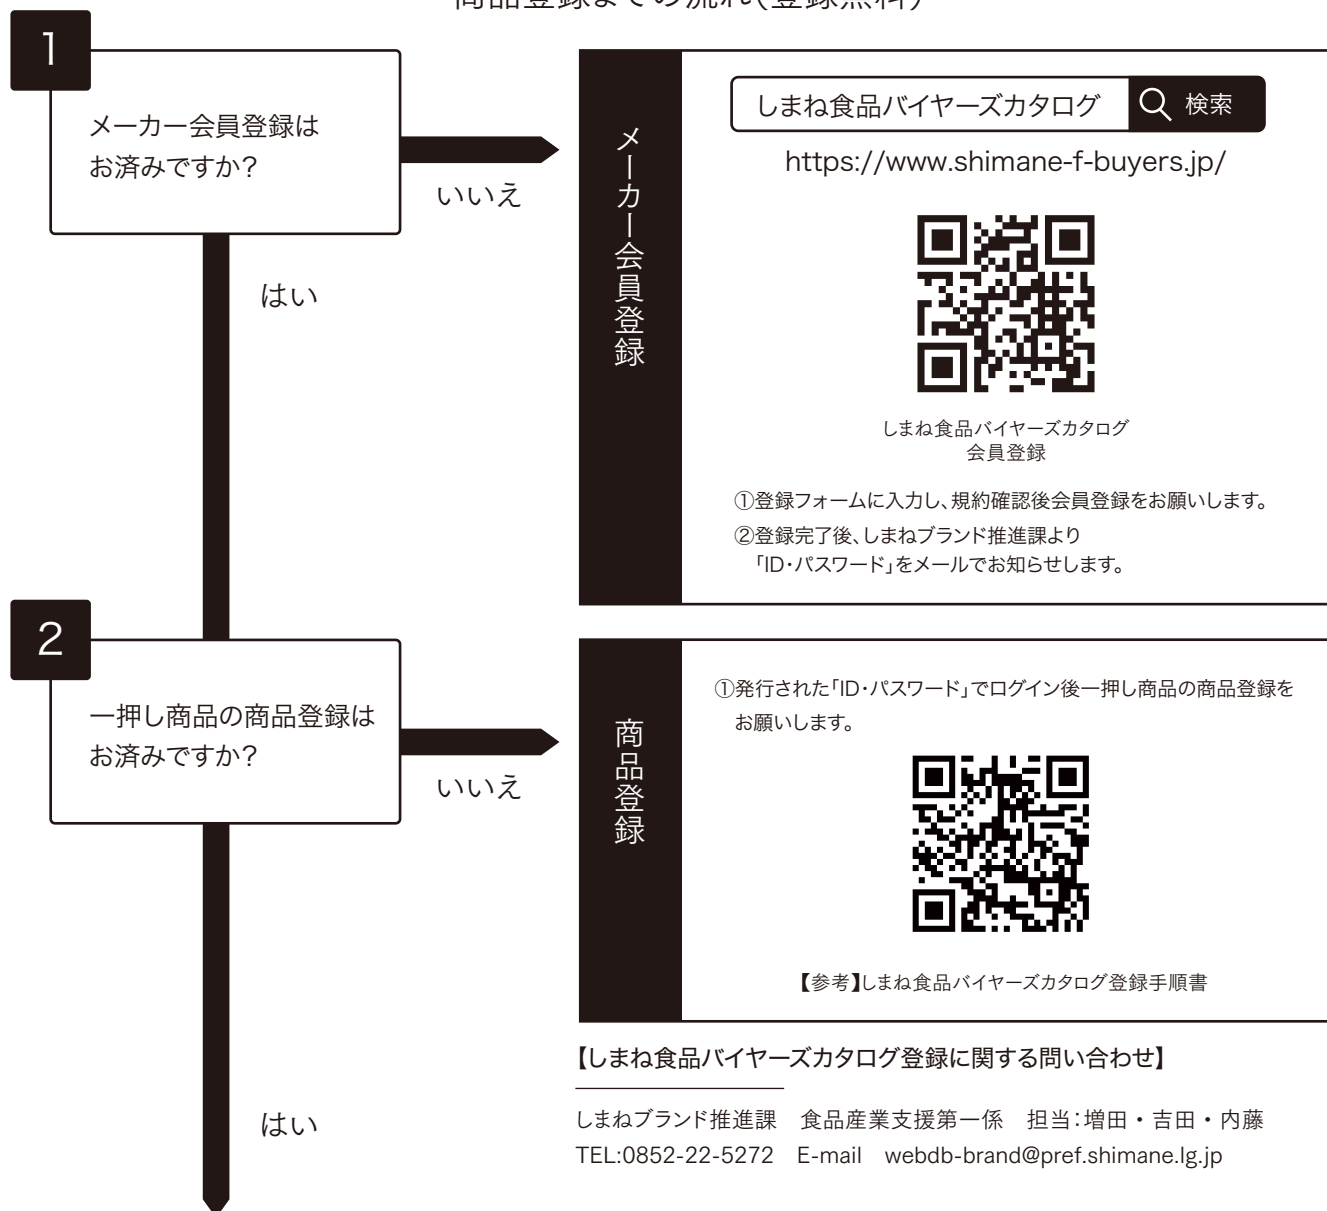 商品登録までの流れ(登録無料)
1
メーカー会員登録は
お済みですか?
いいえ
はい
メーカー会員登録
しまね食品バイヤーズカタログ 検索
https://www.shimane-f-buyers.jp/
しまね食品バイヤーズカタログ
会員登録
①登録フォームに入力し、規約確認後会員登録をお願いします。
②登録完了後、しまねブランド推進課より
「ID・パスワード」をメールでお知らせします。
2
一押し商品の商品登録は
お済みですか?
いいえ
はい
商品登録
①発行された「ID・パスワード」でログイン後一押し商品の商品登録を
お願いします。
【参考】しまね食品バイヤーズカタログ登録手順書
【しまね食品バイヤーズカタログ登録に関する問い合わせ】
しまねブランド推進課 食品産業支援第一係 担当:増田・吉田・内藤
TEL:0852-22-5272 E-mail webdb-brand@pref.shimane.lg.jp